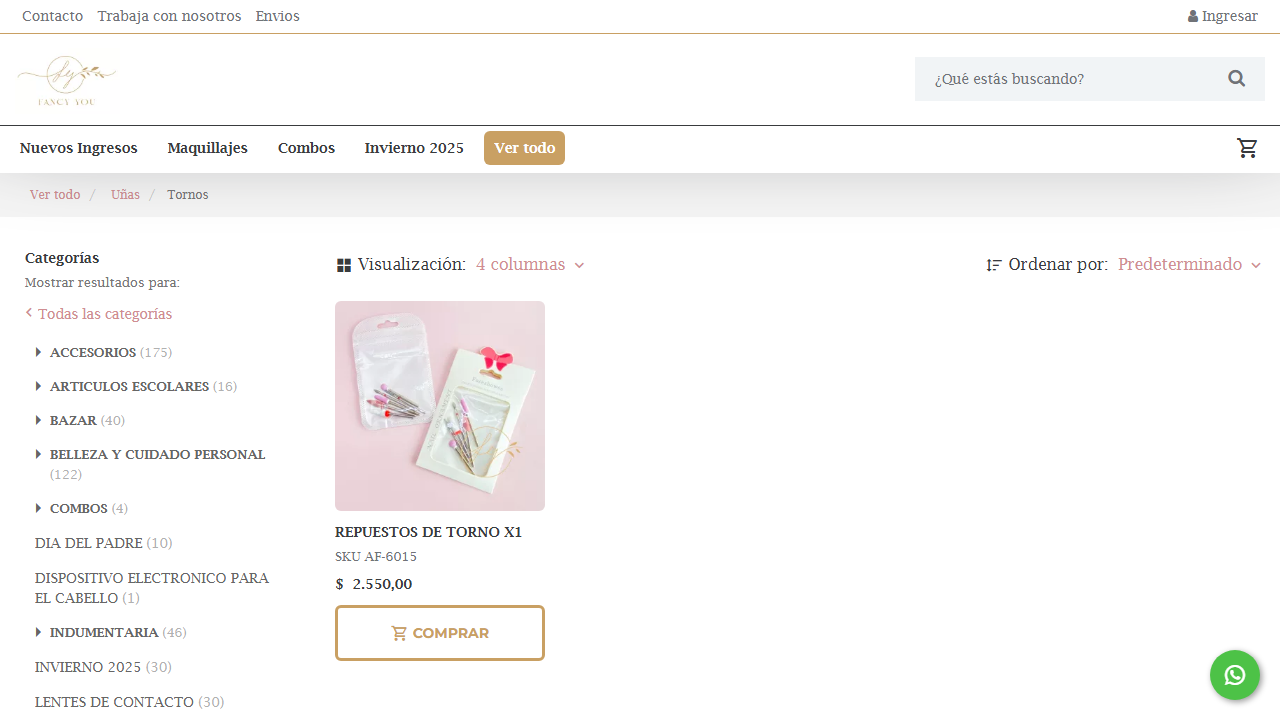 Contacto Trabaja con nosotros Envios Ingresar
FANCY YOU
¿Qué estás buscando?
Nuevos Ingresos Maquillajes Combos Invierno 2025 Ver todo
Ver todo / Uñas / Tornos
Categorías
Mostrar resultados para:
Todas las categorías
ACCESORIOS (175)
ARTICULOS ESCOLARES (16)
BAZAR (40)
BELLEZA Y CUIDADO PERSONAL
(122)
COMBOS (4)
DIA DEL PADRE (10)
DISPOSITIVO ELECTRONICO PARA
EL CABELLO (1)
INDUMENTARIA (46)
INVIERNO 2025 (30)
LENTES DE CONTACTO (30)
Visualización: 4 columnas
Ordenar por: Predeterminado
REPUESTOS DE TORNO X1
SKU AF-6015
$ 2.550,00
COMPRAR